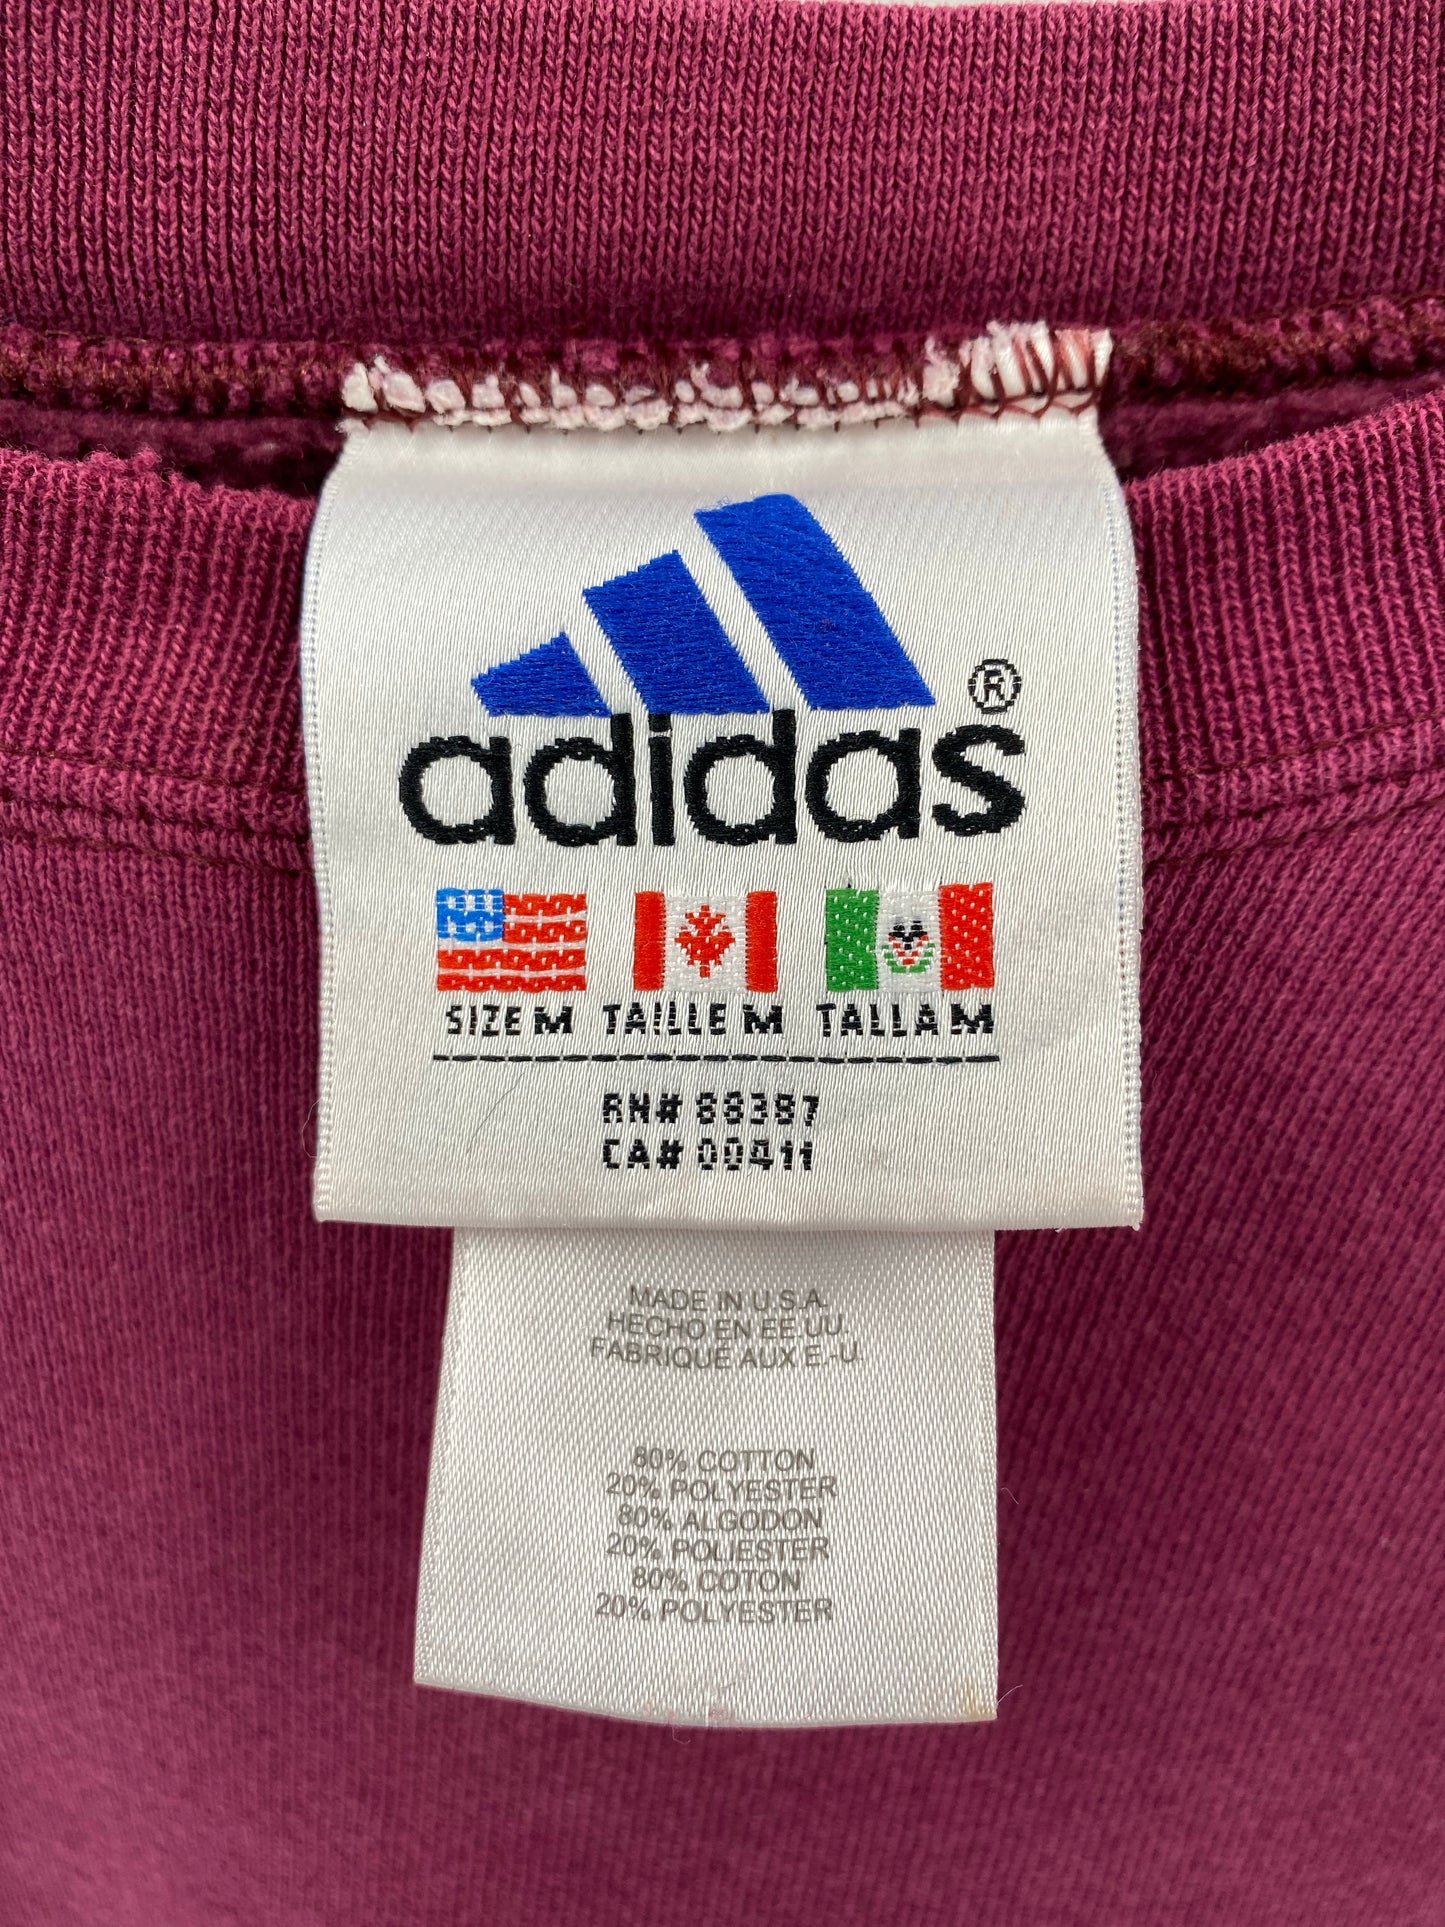 adidas®
SIZE M TAILLE M TALLA M
RN# 88387
CA# 00411
MADE IN U.S.A.
HECHO EN EE.UU.
FABRIQUE AUX E.-U.
80% COTTON
20% POLYESTER
80% ALGODON
20% POLIESTER
80% COTON
20% POLYESTER